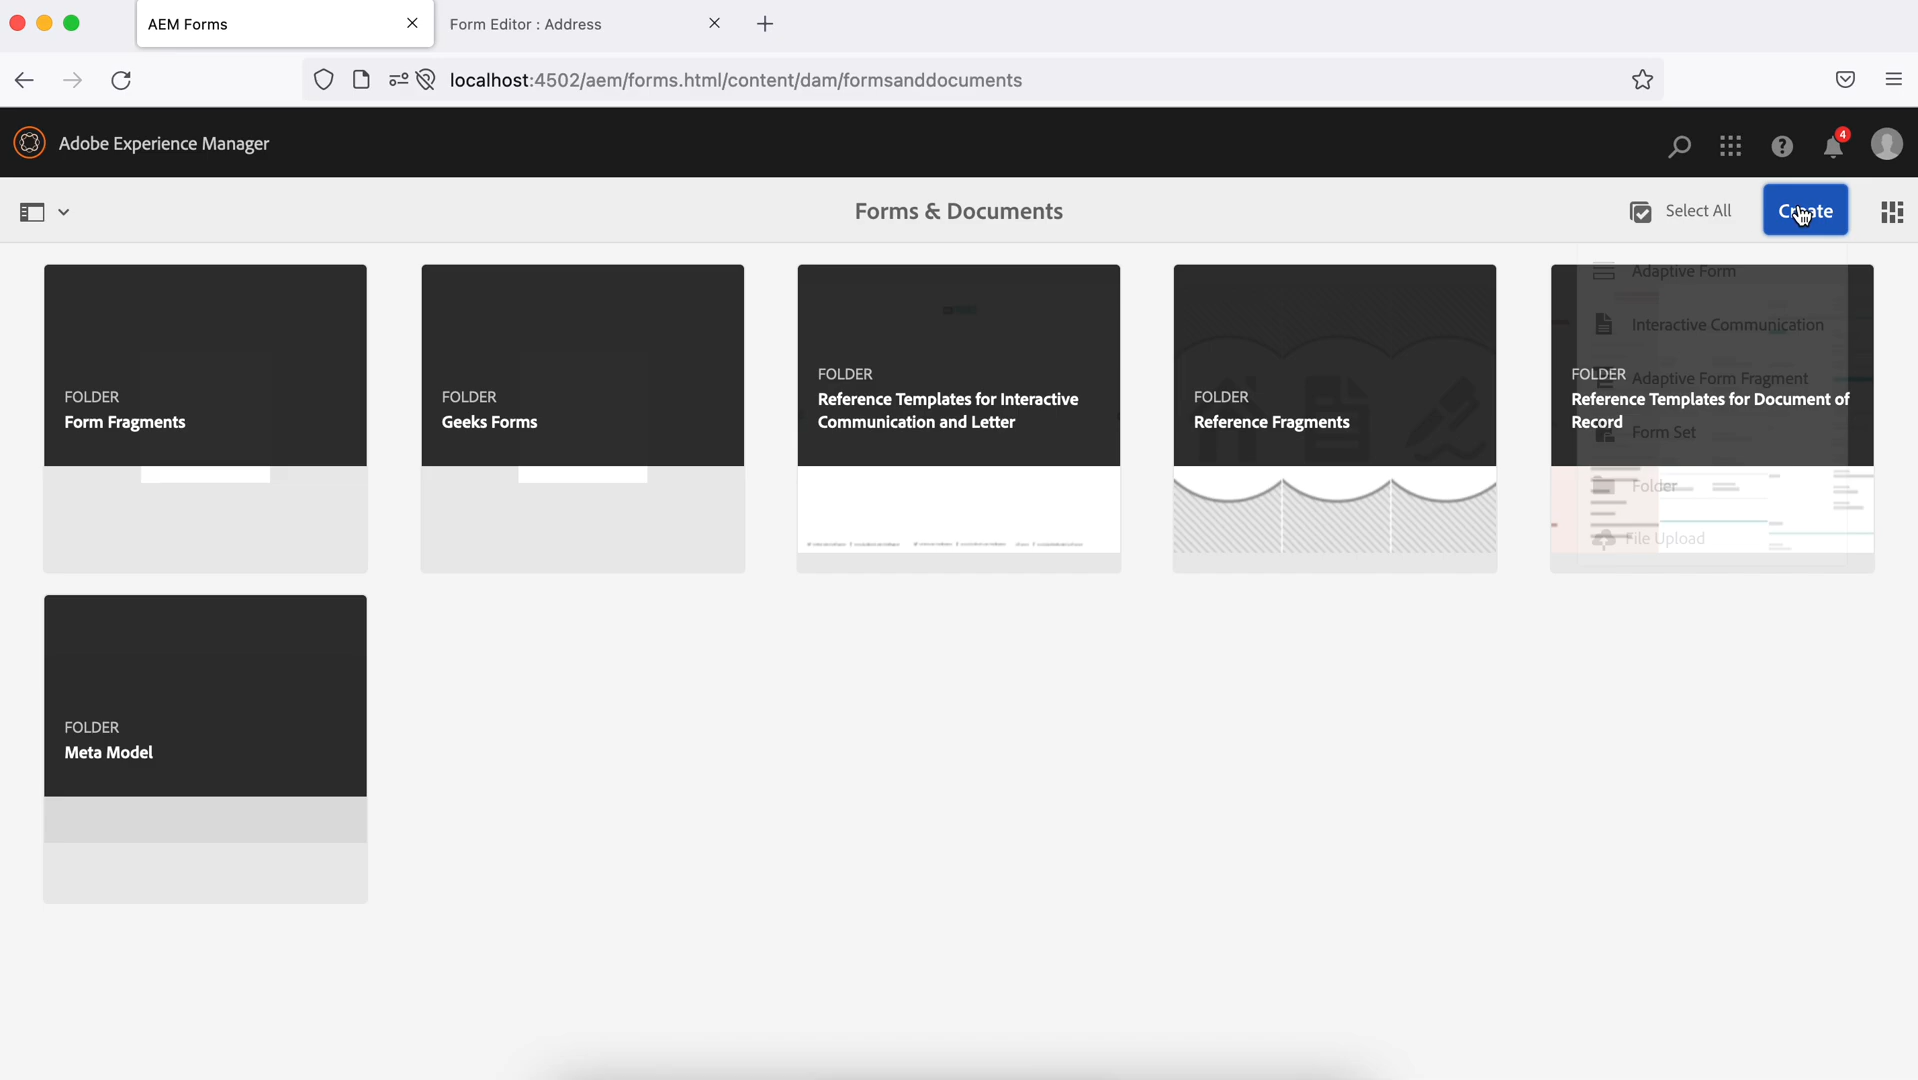 AEM Forms
Form Editor : Address
localhost:4502/aem/forms.html/content/dam/formsanddocuments
Adobe Experience Manager
4
Forms & Documents
Select All
Create
Adaptive Form
Interactive Communication
Adaptive Form Fragment
Form Set
Folder
File Upload
FOLDER
Form Fragments
FOLDER
Geeks Forms
FOLDER
Reference Templates for Interactive
Communication and Letter
FOLDER
Reference Fragments
FOLDER
Reference Templates for Document of
Record
FOLDER
Meta Model